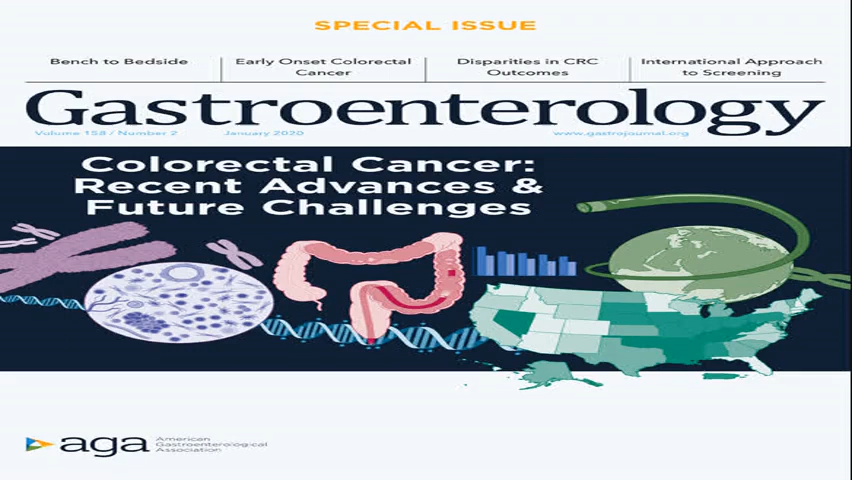 SPECIAL ISSUE
Bench to Bedside
Early Onset Colorectal
Cancer
Disparities in CRC
Outcomes
International Approach
to Screening
Gastroenterology
Volume 158 / Number 2
January 2020
www.gastrojournal.org
Colorectal Cancer:
Recent Advances &
Future Challenges
aga
American
Gastroenterological
Association